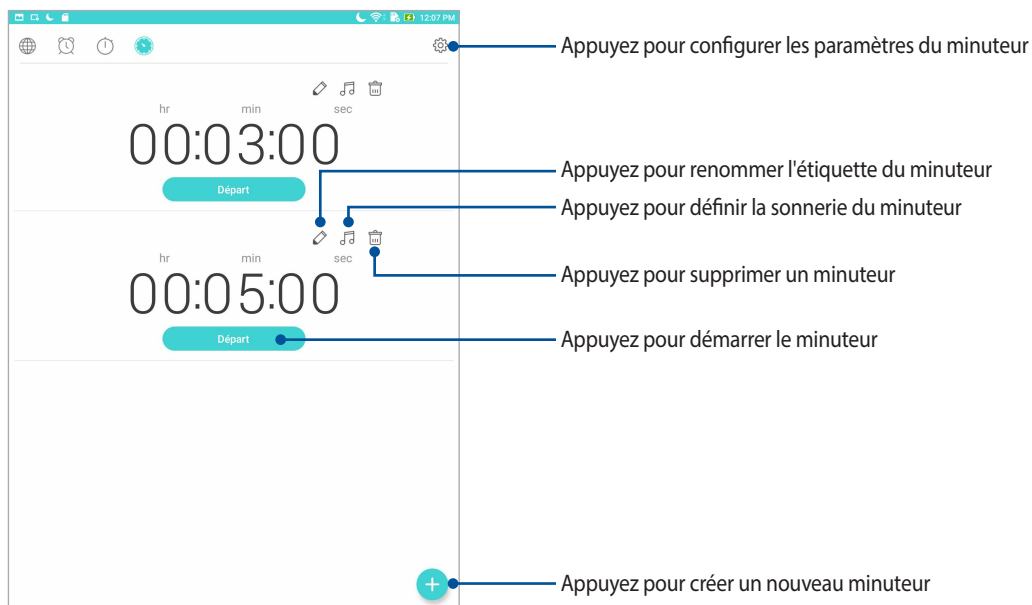 12:07 PM
Appuyez pour configurer les paramètres du minuteur
hr min sec
00:03:00
Départ
Appuyez pour renommer l'étiquette du minuteur
Appuyez pour définir la sonnerie du minuteur
hr min sec
00:05:00
Appuyez pour supprimer un minuteur
Départ
Appuyez pour démarrer le minuteur
Appuyez pour créer un nouveau minuteur